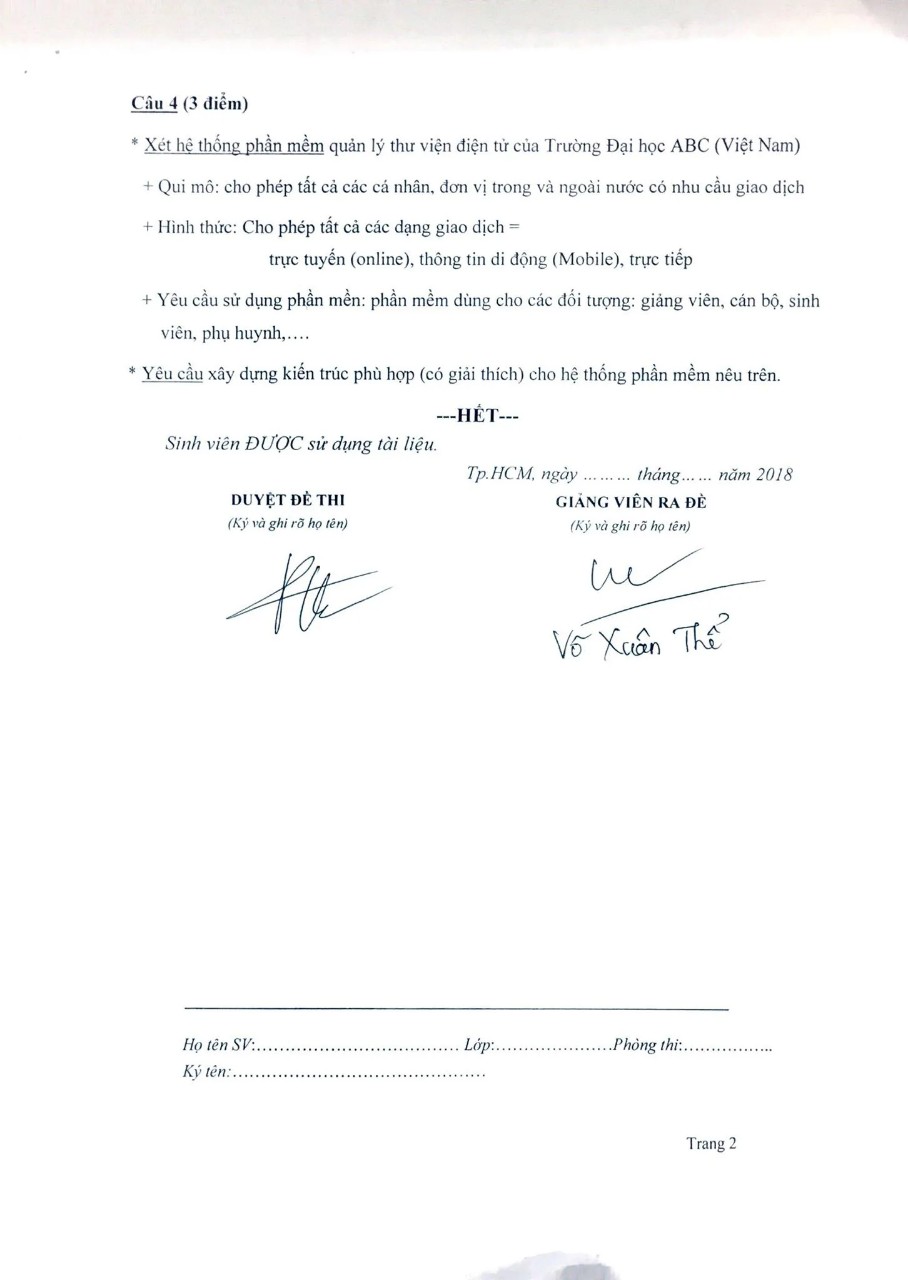 Câu 4 (3 điểm)
* Xét hệ thống phần mềm quản lý thư viện điện tử của Trường Đại học ABC (Việt Nam)
+ Qui mô: cho phép tất cả các cá nhân, đơn vị trong và ngoài nước có nhu cầu giao dịch
+ Hình thức: Cho phép tất cả các dạng giao dịch =
trực tuyến (online), thông tin di động (Mobile), trực tiếp
+ Yêu cầu sử dụng phần mền: phần mềm dùng cho các đối tượng: giảng viên, cán bộ, sinh
viên, phụ huynh,....
* Yêu cầu xây dựng kiến trúc phù hợp (có giải thích) cho hệ thống phần mềm nêu trên.
---HẾT---
Sinh viên ĐƯỢC sử dụng tài liệu.
Tp.HCM, ngày ......... tháng...... năm 2018
DUYỆT ĐỀ THI
(Ký và ghi rõ họ tên)
GIẢNG VIÊN RA ĐỀ
(Ký và ghi rõ họ tên)
Võ Xuân Thể
Họ tên SV:................................... Lớp:....................Phòng thi:................
Ký tên:............................................
Trang 2